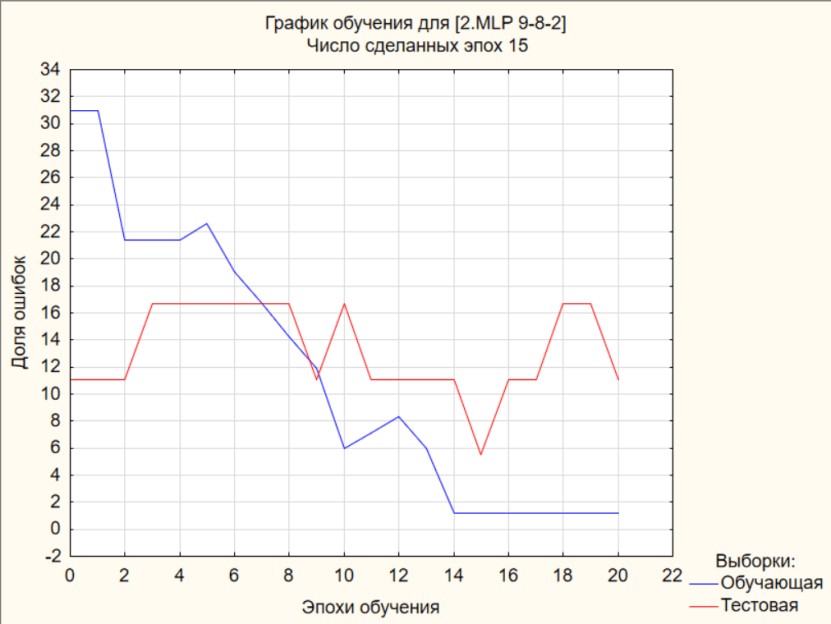 График обучения для [2.MLP 9-8-2]
Число сделанных эпох 15
34
32
30
28
26
24
22
20
18
16
14
12
10
8
6
4
2
0
-2
Доля ошибок
0 2 4 6 8 10 12 14 16 18 20 22
Эпохи обучения
Выборки:
Обучающая
Тестовая